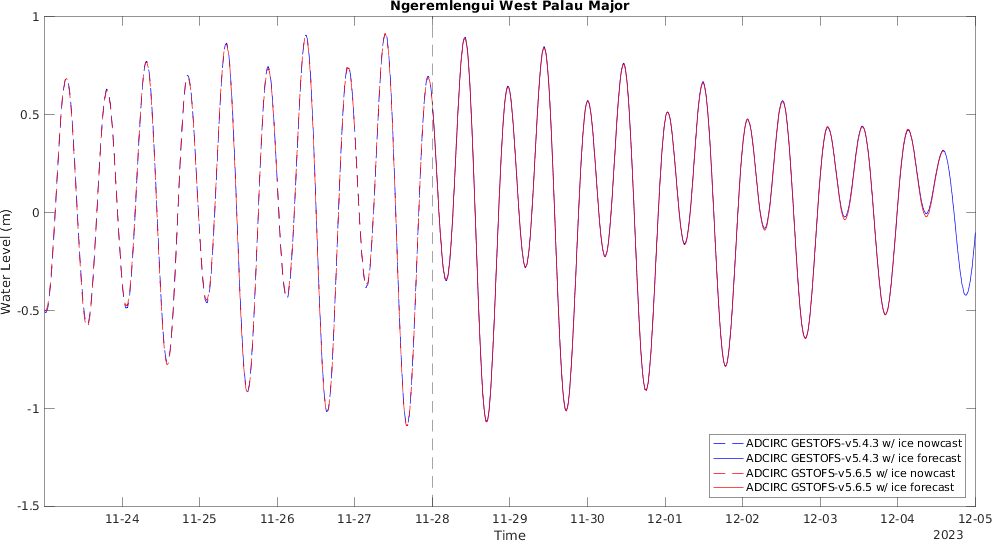 Ngeremlengui West Palau Major
1
0.5
0
-0.5
-1
-1.5
Water Level (m)
11-24
11-25
11-26
11-27
11-28
11-29
11-30
12-01
12-02
12-03
12-04
12-05
Time
2023
ADCIRC GESTOFS-v5.4.3 w/ ice nowcast
ADCIRC GESTOFS-v5.4.3 w/ ice forecast
ADCIRC GSTOFS-v5.6.5 w/ ice nowcast
ADCIRC GSTOFS-v5.6.5 w/ ice forecast